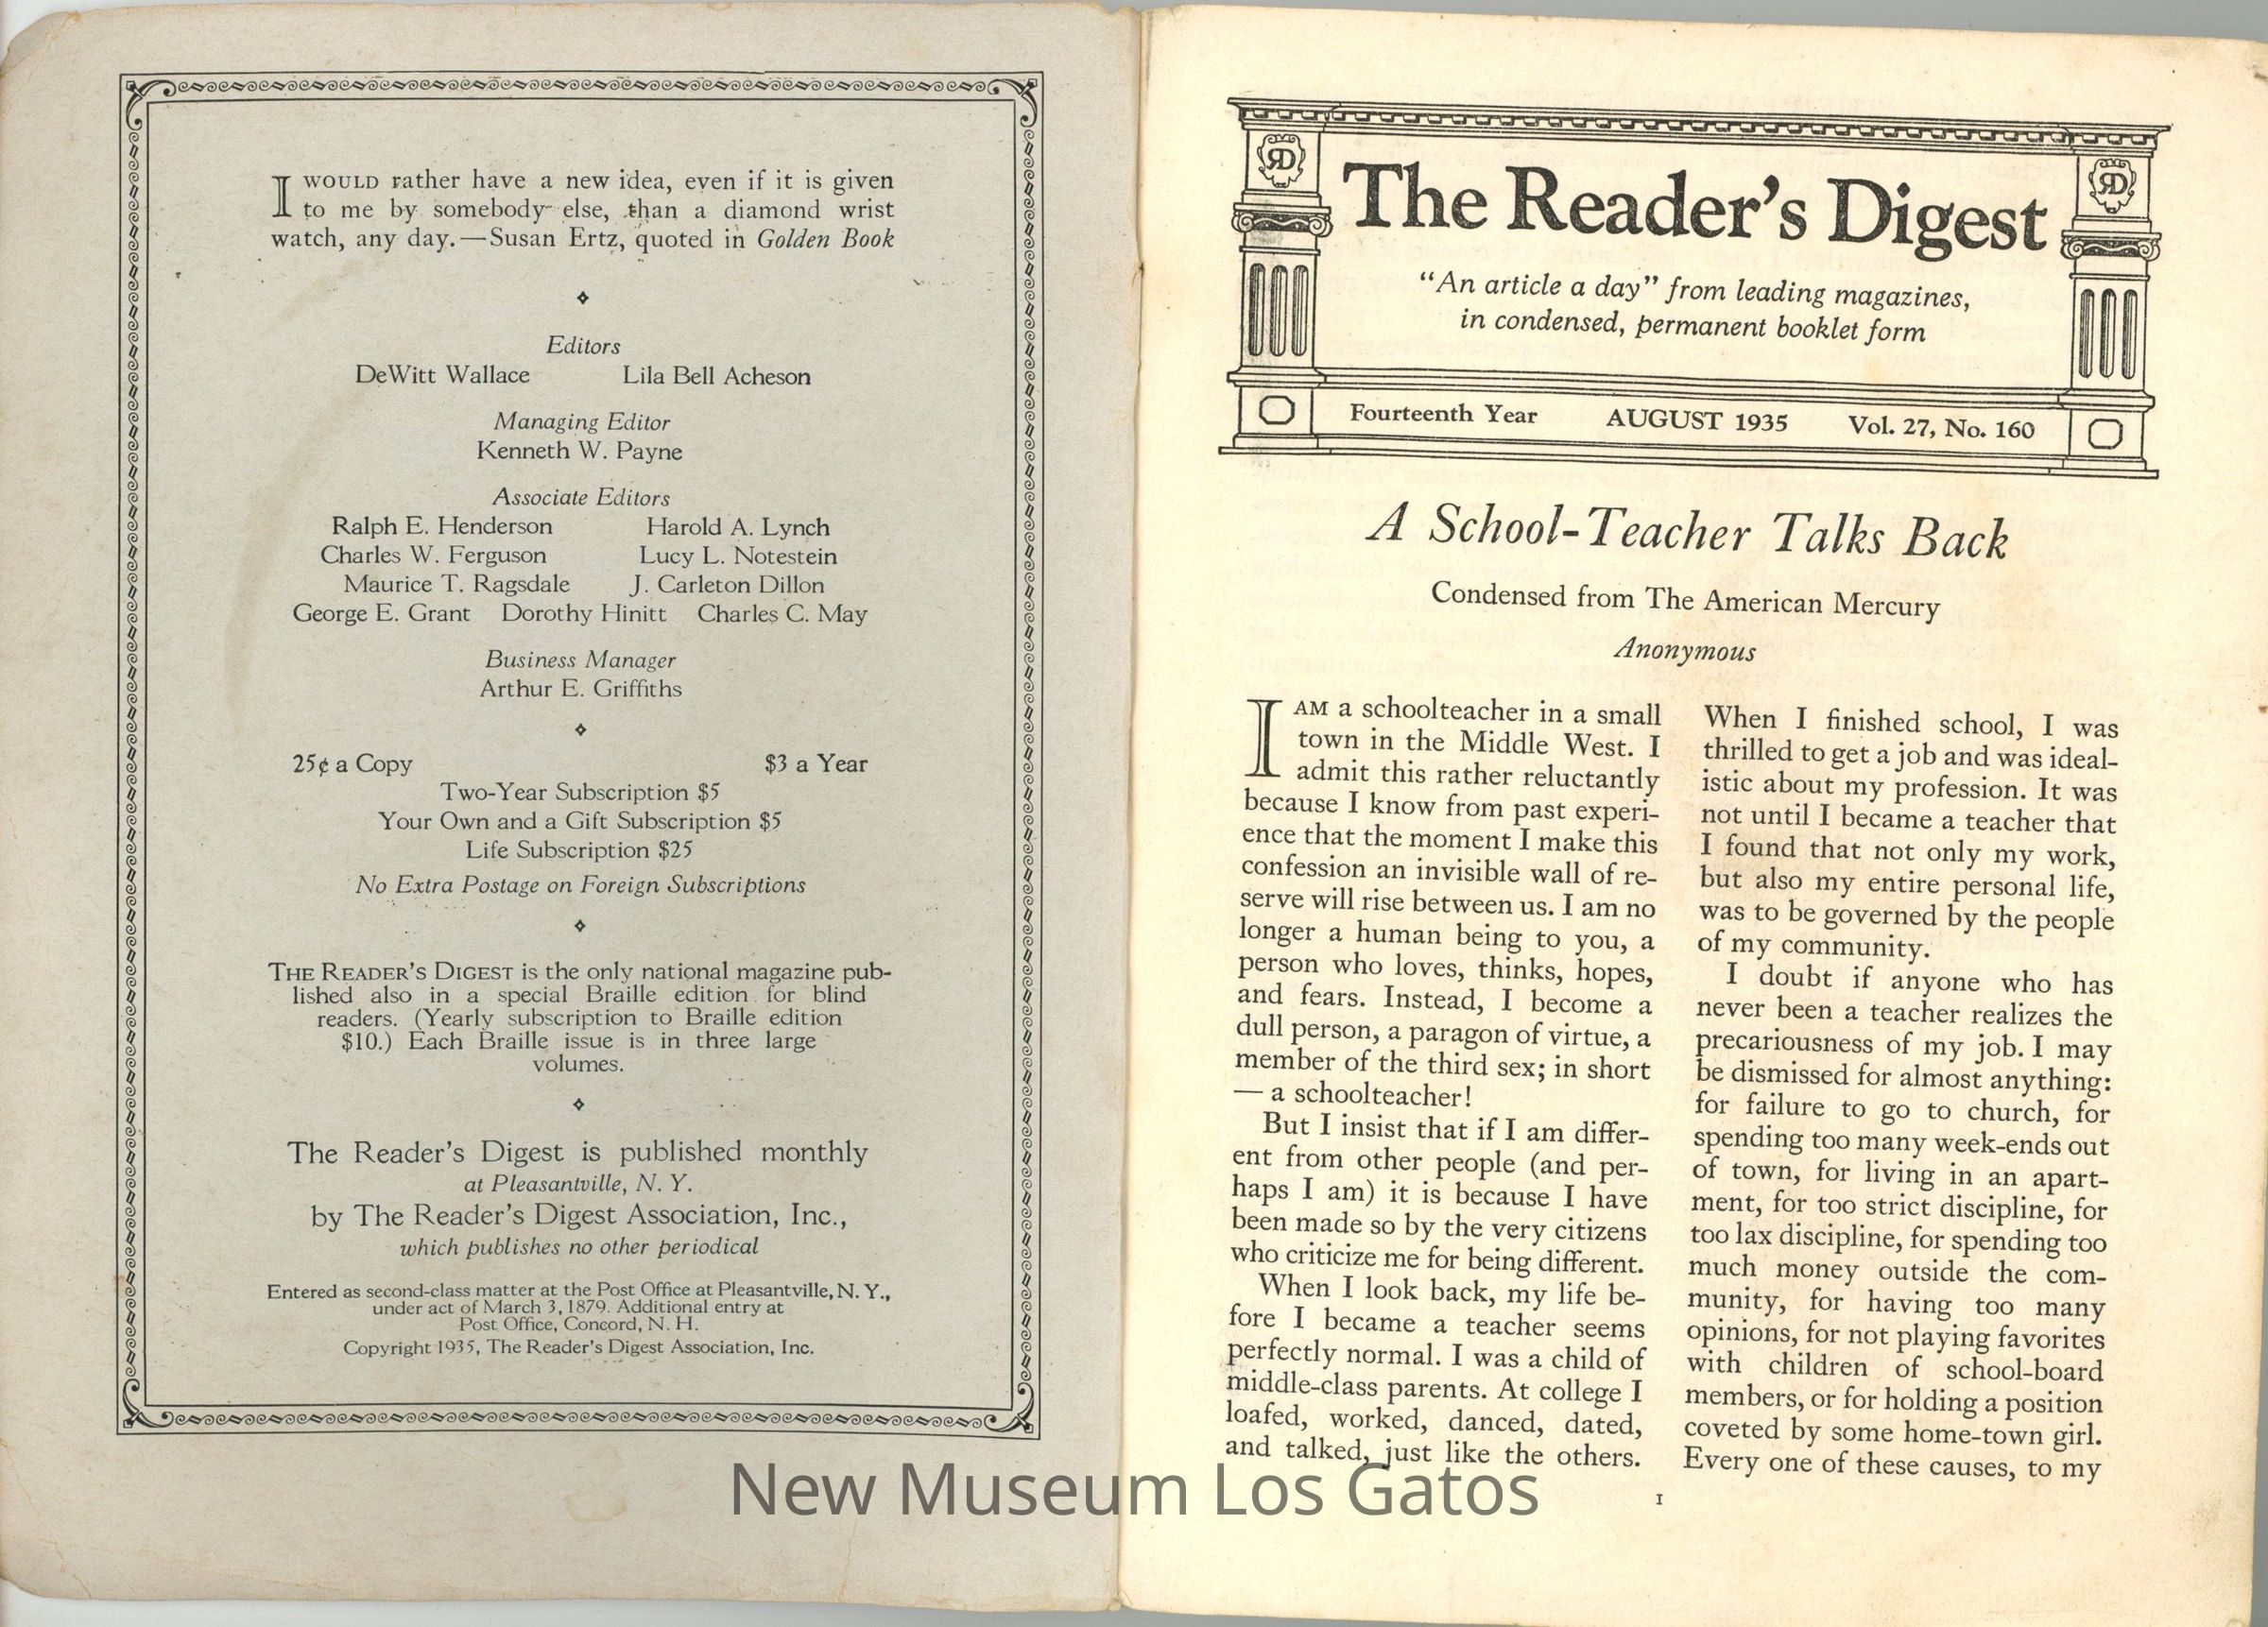 I WOULD rather have a new idea, even if it is given
to me by somebody else, than a diamond wrist
watch, any day.—Susan Ertz, quoted in Golden Book
Editors
DeWitt Wallace Lila Bell Acheson
Managing Editor
Kenneth W. Payne
Associate Editors
Ralph E. Henderson Harold A. Lynch
Charles W. Ferguson Lucy L. Notestein
Maurice T. Ragsdale J. Carleton Dillon
George E. Grant Dorothy Hinitt Charles C. May
Business Manager
Arthur E. Griffiths
25¢ a Copy $3 a Year
Two-Year Subscription $5
Your Own and a Gift Subscription $5
Life Subscription $25
No Extra Postage on Foreign Subscriptions
THE READER'S DIGEST is the only national magazine pub-
lished also in a special Braille edition for blind
readers. (Yearly subscription to Braille edition
$10.) Each Braille issue is in three large
volumes.
The Reader's Digest is published monthly
at Pleasantville, N. Y.
by The Reader's Digest Association, Inc.,
which publishes no other periodical
Entered as second-class matter at the Post Office at Pleasantville, N. Y.,
under act of March 3, 1879. Additional entry at
Post Office, Concord, N. H.
Copyright 1935, The Reader's Digest Association, Inc.
RD
RD
The Reader's Digest
"An article a day" from leading magazines,
in condensed, permanent booklet form
Fourteenth Year AUGUST 1935 Vol. 27, No. 160
A School-Teacher Talks Back
Condensed from The American Mercury
Anonymous
I AM a schoolteacher in a small
town in the Middle West. I
admit this rather reluctantly
because I know from past experi-
ence that the moment I make this
confession an invisible wall of re-
serve will rise between us. I am no
longer a human being to you, a
person who loves, thinks, hopes,
and fears. Instead, I become a
dull person, a paragon of virtue, a
member of the third sex; in short
— a schoolteacher!
But I insist that if I am differ-
ent from other people (and per-
haps I am) it is because I have
been made so by the very citizens
who criticize me for being different.
When I look back, my life be-
fore I became a teacher seems
perfectly normal. I was a child of
middle-class parents. At college I
loafed, worked, danced, dated,
and talked, just like the others.
When I finished school, I was
thrilled to get a job and was ideal-
istic about my profession. It was
not until I became a teacher that
I found that not only my work,
but also my entire personal life,
was to be governed by the people
of my community.
I doubt if anyone who has
never been a teacher realizes the
precariousness of my job. I may
be dismissed for almost anything:
for failure to go to church, for
spending too many week-ends out
of town, for living in an apart-
ment, for too strict discipline, for
too lax discipline, for spending too
much money outside the com-
munity, for having too many
opinions, for not playing favorites
with children of school-board
members, or for holding a position
coveted by some home-town girl.
Every one of these causes, to my
1
New Museum Los Gatos